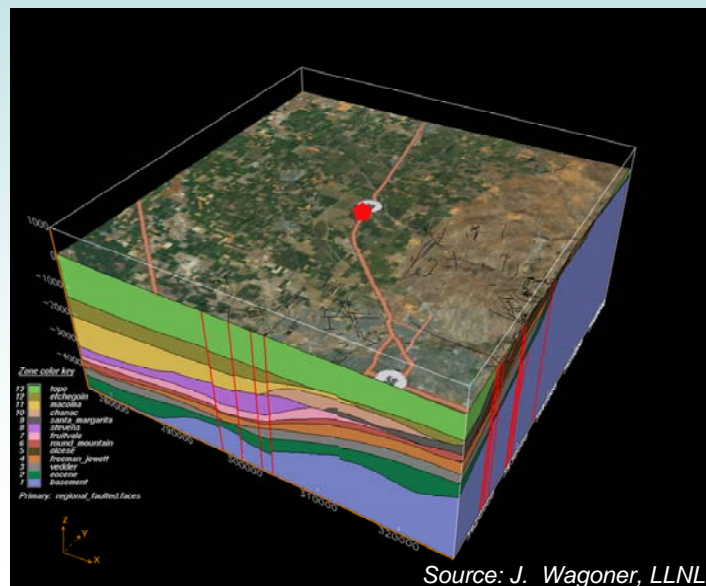 1000
0
-1000
-2000
-3000
-4000
280000
290000
300000
310000
320000
Zone color key
13 topo
12 etchegoin
11 macoma
10 chanac
9 santa_margarita
8 stevens
7 fruitvale
6 round_mountain
5 olcese
4 freeman_jewett
3 vedder
2 eocene
1 basement
Primary: regional_faulted.faces
Z
Y
X
Source: J. Wagoner, LLNL